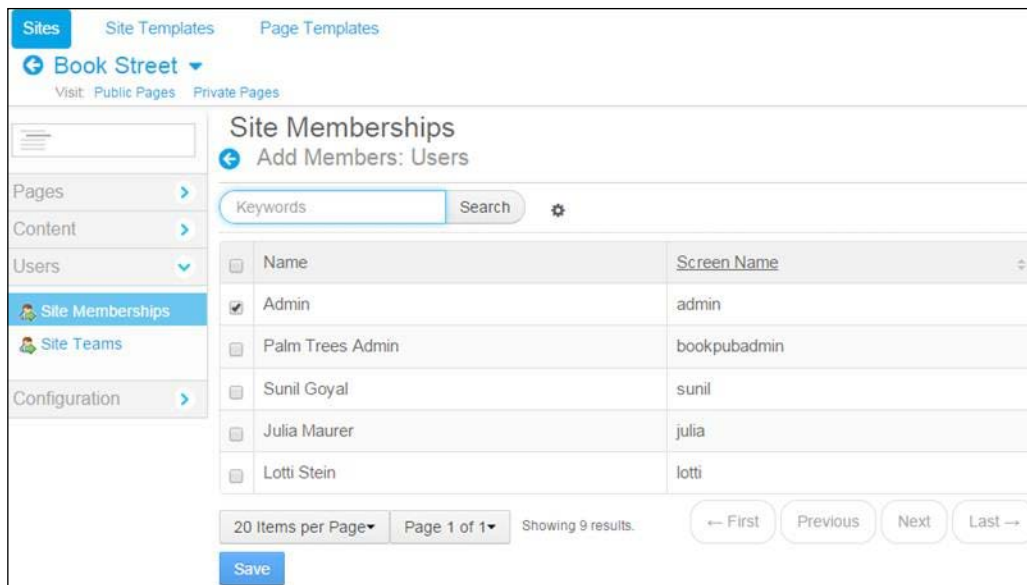 Sites Site Templates Page Templates
Book Street
Visit: Public Pages Private Pages
Site Memberships
Add Members: Users
Pages
Content
Users
Site Memberships
Site Teams
Configuration
Keywords Search
Name Screen Name
Admin admin
Palm Trees Admin bookpubadmin
Sunil Goyal sunil
Julia Maurer julia
Lotti Stein lotti
20 Items per Page Page 1 of 1 Showing 9 results. ← First Previous Next Last →
Save